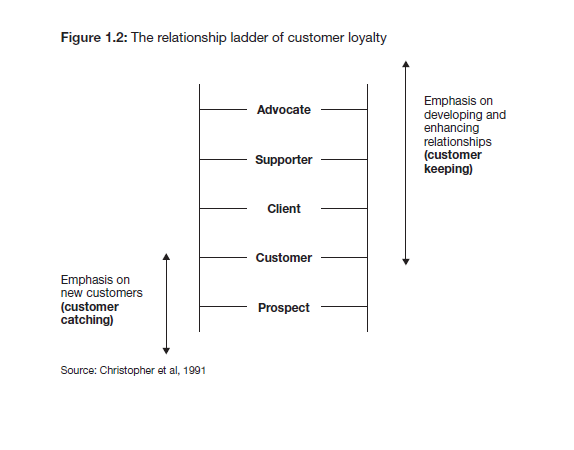 Figure 1.2: The relationship ladder of customer loyalty
Advocate
Supporter
Client
Customer
Prospect
Emphasis on
developing and
enhancing
relationships
(customer
keeping)
Emphasis on
new customers
(customer
catching)
Source: Christopher et al, 1991